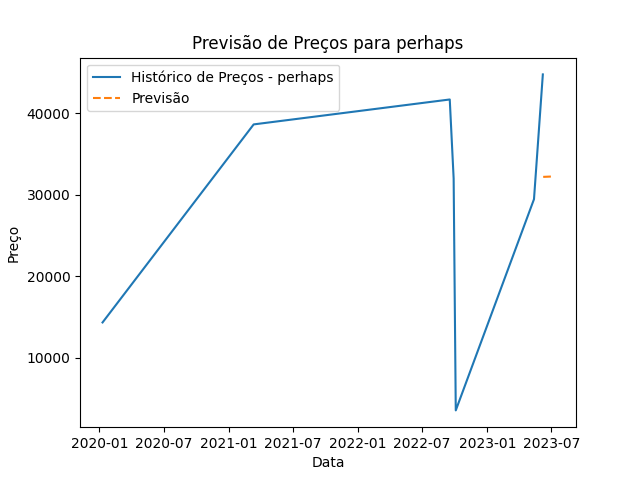 Previsão de Preços para perhaps
Histórico de Preços - perhaps
Previsão
Preço
40000
30000
20000
10000
2020-01 2020-07 2021-01 2021-07 2022-01 2022-07 2023-01 2023-07
Data